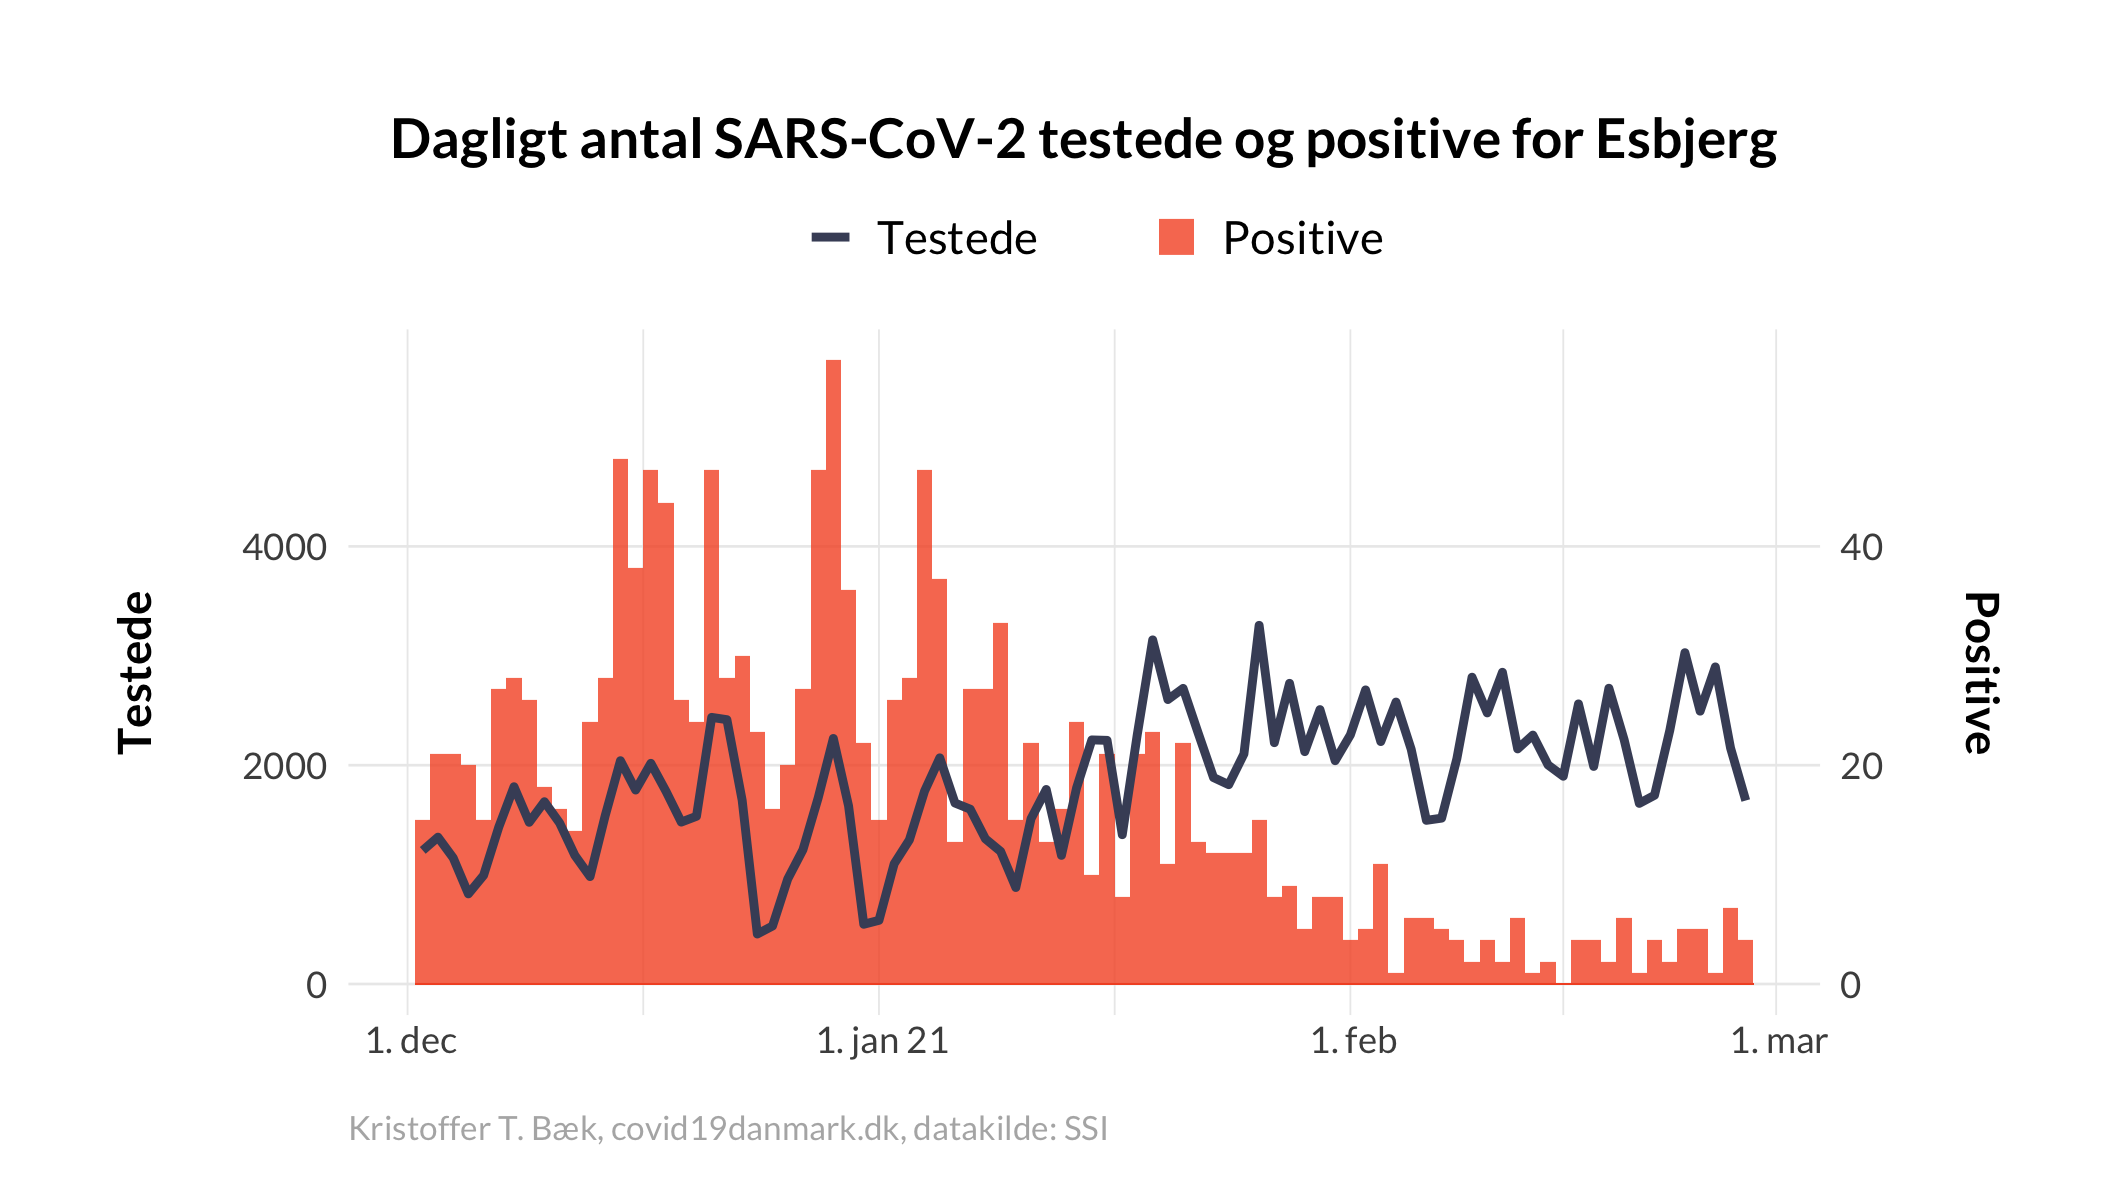 Dagligt antal SARS-CoV-2 testede og positive for Esbjerg
Testede
Positive
4000
2000
0
Testede
40
20
0
Positive
1. dec
1. jan 21
1. feb
1. mar
Kristoffer T. Bæk, covid19danmark.dk, datakilde: SSI